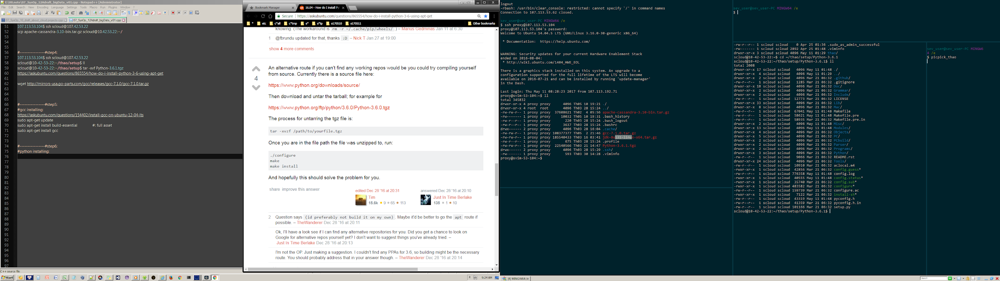 E:\00.note\07_SysOp_12Adraft_bigData_v01.cpp - Notepad++ [Administrator]
File Edit Search View Encoding Language Settings Tools Macro Run Plugins Window ?
07_SysOp_10_draft_about_cloud.projects.cpp
07_SysOp_12Adraft_bigData_v01.cpp
51 107.113.53.104$ ssh scloud@107.42.53.22
52 scp apache-cassandra-3.10-bin.tar.gz scloud@10.42.53.22:~/
53
54
55
56 #----------------#step4:
57 107.113.53.104$ ssh scloud@107.42.53.22
58 scloud@10-42-53-22:~/thao/setup$ ll
59 scloud@10-42-53-22:~/thao/setup$ tar -xvf Python-3.6.1.tgz
60 https://askubuntu.com/questions/865554/how-do-i-install-python-3-6-using-apt-get
61
62 wget http://mirrors-usa.go-parts.com/gcc/releases/gcc-7.1.0/gcc-7.1.0.tar.gz
63
64
65
66 #----------------#step5:
67 #gcc installing:
68 https://askubuntu.com/questions/154402/install-gcc-on-ubuntu-12-04-lts
69 sudo apt-get update
70 sudo apt-get install build-essential #: full asset
71 sudo apt-get install gcc
72
73
74 #----------------#step6:
75 #python installing:
76
77
78
79
80
81
82
83
84
85
86
87
88
89
90
91
92
93
94
95
96
97
C++ source file
Start
9:24 AM
ameo91
Bookmark Manager
16.04 - How do I install Py
Secure https://askubuntu.com/questions/865554/how-do-i-install-python-3-6-using-apt-get
* etc c*all c*tmp s* s*tp s170510 s170511 Other bookmarks
knowing. (The workaround is rm -r ~/.cache/pip/wheels/ .) – Marius Gedminas Jan 11 at 6:30
1 @fbrundu updated for that, thanks :D – Nick T Jan 27 at 19:00
show 4 more comments
An alternative route if you can't find any working repos would be you could try compiling yourself
from source. Currently there is a source file here:
4
https://www.python.org/downloads/source/
Then download and untar the tarball; for example for
https://www.python.org/ftp/python/3.6.0/Python-3.6.0.tgz
The process for untarring the tgz file is:
tar -xvzf /path/to/yourfile.tgz
Once you are in the file path the file was unzipped to, run:
./configure
make
make install
And hopefully this should solve the problem for you.
share improve this answer
edited Dec 28 '16 at 20:31
Tim
15.6k 9 65 113
answered Dec 28 '16 at 20:10
Just In Time Berlake
135 1 10
2 Question says (id preferably not build it on my own) . Maybe it'd be better to go the apt route if
possible. – TheWanderer Dec 28 '16 at 20:11
Ok, I'll have a look see if I can find any alternative repositories for you. Did you get a chance to look on
Google for alternative repos yourself yet? I don't want to suggest things you've already tried. –
Just In Time Berlake Dec 28 '16 at 20:13
I'm not the OP. Just making a suggestion. I couldn't find any PPAs for 3.6, so building might be the necessary
route. You should probably address that in your answer though. – TheWanderer Dec 28 '16 at 20:14
logout
-rbash: /usr/bin/clear_console: restricted: cannot specify `/' in command names
Connection to 107.113.53.62 closed.
sev_user@sev_user-PC MINGW64 /e
$ ssh proxy@107.113.53.104
proxy@107.113.53.104's password:
Welcome to Ubuntu 14.04.5 LTS (GNU/Linux 3.16.0-30-generic x86_64)
* Documentation: https://help.ubuntu.com/
WARNING: Security updates for your current Hardware Enablement Stack
ended on 2016-08-04:
* http://wiki.ubuntu.com/1404_HWE_EOL
There is a graphics stack installed on this system. An upgrade to a
configuration supported for the full lifetime of the LTS will become
available on 2016-07-21 and can be installed by running 'update-manager'
in the Dash.
Last login: Thu May 11 08:28:23 2017 from 107.113.192.71
proxy@svim-53-104:~$ ll
total 345832
drwxr-xr-x 4 proxy proxy 4096 Th05 10 19:21 ./
drwxr-xr-x 4 root root 4096 Th03 28 15:24 ../
-rw-rw-r-- 1 proxy proxy 37608621 Th02 4 05:56 apache-cassandra-3.10-bin.tar.gz
-rw------- 1 proxy proxy 10032 Th05 10 19:31 .bash_history
-rw-r--r-- 1 proxy proxy 220 Th03 28 15:24 .bash_logout
-rw-r--r-- 1 proxy proxy 3637 Th03 28 15:24 .bashrc
drwx------ 2 proxy proxy 4096 Th03 28 16:04 .cache/
-rw-rw-r-- 1 proxy proxy 108377377 Th05 2 21:46 gcc-7.1.0.tar.gz
-rw-rw-r-- 1 proxy proxy 185540433 Th03 16 03:41 jdk-8u131-linux-x64.tar.gz
-rw-r--r-- 1 proxy proxy 675 Th03 28 15:24 .profile
-rw-rw-r-- 1 proxy proxy 22540566 Th03 21 14:47 Python-3.6.1.tgz
drwx------ 2 proxy proxy 4096 Th03 28 15:29 .ssh/
-rw------- 1 proxy proxy 593 Th03 30 14:28 .viminfo
proxy@svim-53-104:~$
sev_user@sev_user-PC MINGW64 /e
$
-rw-r--r-- 1 scloud scloud 0 Apr 25 01:36 .sudo_as_admin_successful
-rw------- 1 scloud scloud 2892 Apr 25 01:48 .viminfo
drwxr-xr-x 3 scloud scloud 4096 May 11 01:29 thao/
scloud@10-42-53-22:~$ cd ~/thao/setup/Python-3.6.1
scloud@10-42-53-22:~/thao/setup/Python-3.6.1$ ll
total 2008
drwxr-xr-x 17 scloud scloud 4096 May 11 01:48 ./
drwxr-xr-x 4 scloud scloud 4096 May 11 01:29 ../
drwxr-xr-x 2 scloud scloud 4096 Mar 21 06:32 .github/
-rw-r--r-- 1 scloud scloud 1285 Mar 21 06:32 .gitignore
drwxr-xr-x 18 scloud scloud 4096 Mar 21 06:32 Doc/
drwxr-xr-x 2 scloud scloud 4096 Mar 21 06:32 Grammar/
drwxr-xr-x 2 scloud scloud 4096 Mar 21 06:32 Include/
-rw-r--r-- 1 scloud scloud 12773 Mar 21 06:32 LICENSE
drwxr-xr-x 33 scloud scloud 4096 Mar 21 06:32 Lib/
drwxr-xr-x 8 scloud scloud 4096 Mar 21 06:32 Mac/
-rw-r--r-- 1 scloud scloud 67041 May 11 01:48 Makefile
-rw-r--r-- 1 scloud scloud 58621 May 11 01:48 Makefile.pre
-rw-r--r-- 1 scloud scloud 58935 Mar 21 06:32 Makefile.pre.in
drwxr-xr-x 2 scloud scloud 4096 Mar 21 06:32 Misc/
drwxr-xr-x 13 scloud scloud 4096 May 11 01:48 Modules/
drwxr-xr-x 4 scloud scloud 4096 Mar 21 06:32 Objects/
drwxr-xr-x 5 scloud scloud 4096 Mar 21 06:32 PC/
drwxr-xr-x 2 scloud scloud 4096 Mar 21 06:32 PCbuild/
drwxr-xr-x 2 scloud scloud 4096 Mar 21 06:32 Parser/
drwxr-xr-x 2 scloud scloud 4096 May 11 01:48 Programs/
drwxr-xr-x 3 scloud scloud 4096 Mar 21 06:32 Python/
-rw-r--r-- 1 scloud scloud 9066 Mar 21 06:32 README.rst
drwxr-xr-x 24 scloud scloud 4096 Mar 21 06:32 Tools/
-rw-r--r-- 1 scloud scloud 10910 Mar 21 06:32 aclocal.m4
-rwxr-xr-x 1 scloud scloud 42856 Mar 21 06:32 config.guess*
-rw-r--r-- 1 scloud scloud 776358 May 11 01:48 config.log
-rwxr-xr-x 1 scloud scloud 40555 May 11 01:48 config.status*
-rwxr-xr-x 1 scloud scloud 35740 Mar 21 06:32 config.sub*
-rwxr-xr-x 1 scloud scloud 483582 Mar 21 06:32 configure*
-rw-r--r-- 1 scloud scloud 159739 Mar 21 06:32 configure.ac
-rwxr-xr-x 1 scloud scloud 7122 Mar 21 06:32 install-sh*
-rw-r--r-- 1 scloud scloud 43319 May 11 01:48 pyconfig.h
-rw-r--r-- 1 scloud scloud 41359 Mar 21 06:32 pyconfig.h.in
-rw-r--r-- 1 scloud scloud 101166 Mar 21 06:32 setup.py
scloud@10-42-53-22:~/thao/setup/Python-3.6.1$
sev_user@sev_user-PC MINGW6
4 /e
$ picpick_thao
[4] MINGW64:/e
Search